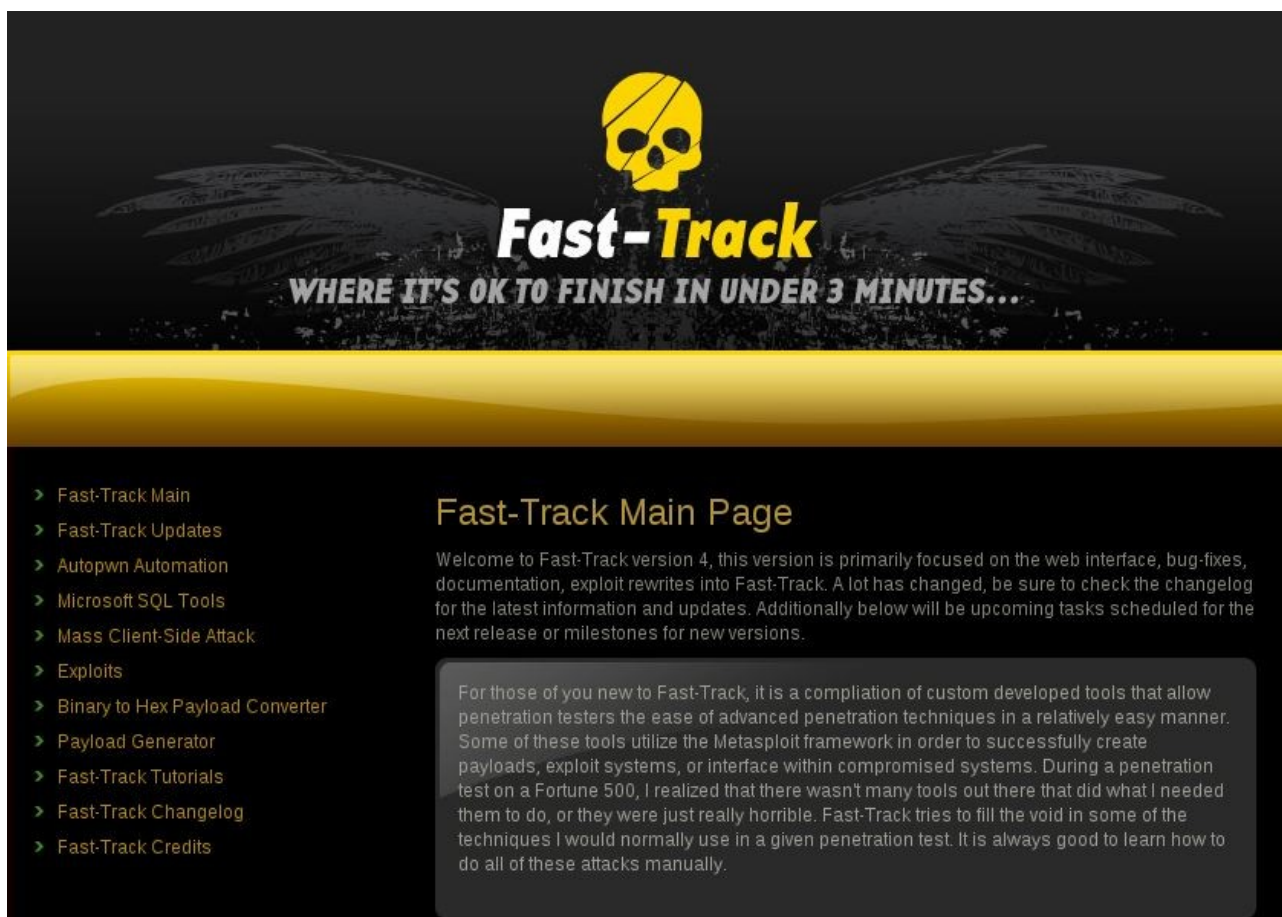 Fast-Track
WHERE IT'S OK TO FINISH IN UNDER 3 MINUTES...
Fast-Track Main
Fast-Track Updates
Autopwn Automation
Microsoft SQL Tools
Mass Client-Side Attack
Exploits
Binary to Hex Payload Converter
Payload Generator
Fast-Track Tutorials
Fast-Track Changelog
Fast-Track Credits
Fast-Track Main Page
Welcome to Fast-Track version 4, this version is primarily focused on the web interface, bug-fixes,
documentation, exploit rewrites into Fast-Track. A lot has changed, be sure to check the changelog
for the latest information and updates. Additionally below will be upcoming tasks scheduled for the
next release or milestones for new versions.
For those of you new to Fast-Track, it is a compliation of custom developed tools that allow
penetration testers the ease of advanced penetration techniques in a relatively easy manner.
Some of these tools utilize the Metasploit framework in order to successfully create
payloads, exploit systems, or interface within compromised systems. During a penetration
test on a Fortune 500, I realized that there wasn't many tools out there that did what I needed
them to do, or they were just really horrible. Fast-Track tries to fill the void in some of the
techniques I would normally use in a given penetration test. It is always good to learn how to
do all of these attacks manually.